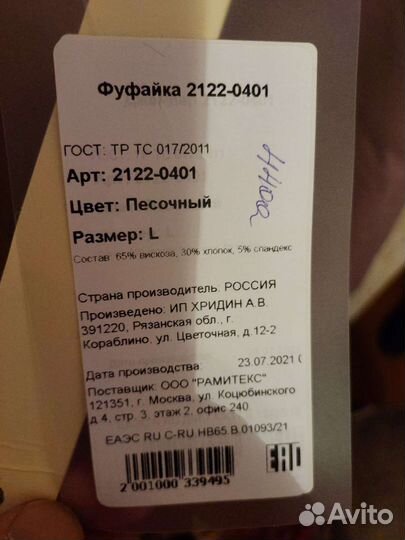 Фуфайка 2122-0401
ГОСТ: ТР ТС 017/2011
Арт: 2122-0401
Цвет: Песочный
4400
Размер: L
Состав 65% вискоза, 30% хлопок, 5% спандекс
Страна производитель: РОССИЯ
Произведено: ИП ХРИДИН А.В.
391220, Рязанская обл., г.
Кораблино, ул. Цветочная, д.12-2
Дата производства 23.07.2021
Поставщик: ООО "РАМИТЕКС"
121351, г. Москва, ул. Коцюбинского
д 4, стр. 3, этаж 2, офис 240
ЕАЭС RU C-RU НВ65.В.01093/21
EAC
2 001000 339495
Avito